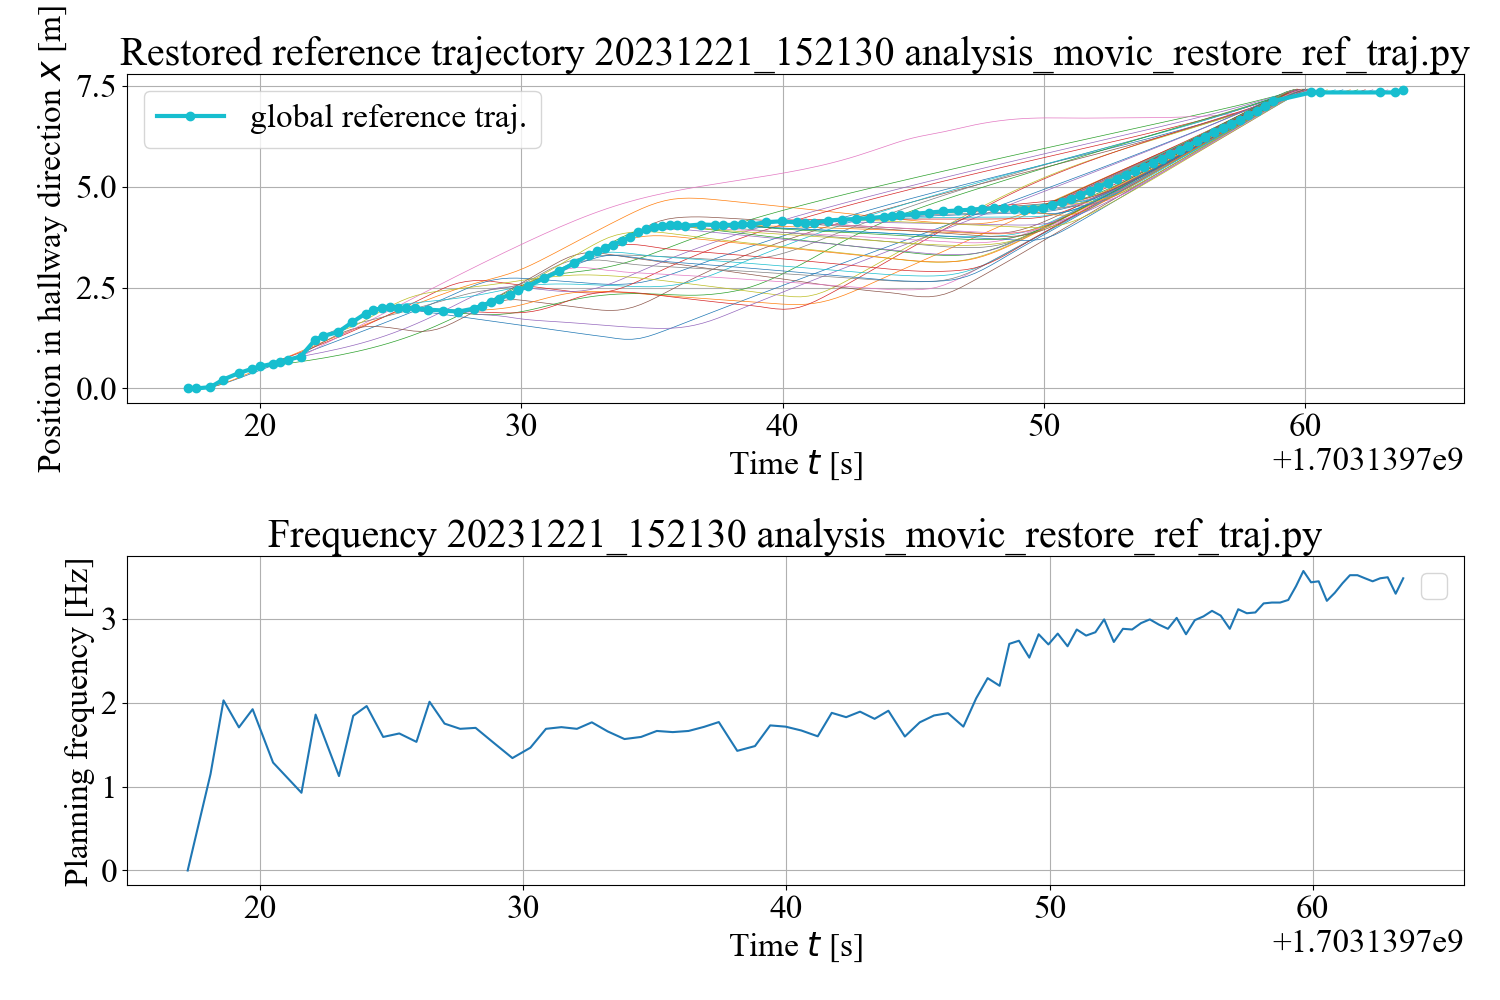 Restored reference trajectory 20231221_152130 analysis_movic_restore_ref_traj.py
Position in hallway direction x [m]
7.5
5.0
2.5
0.0
global reference traj.
20 30 40 50 60
Time t [s]
+1.7031397e9
Frequency 20231221_152130 analysis_movic_restore_ref_traj.py
Planning frequency [Hz]
3
2
1
0
20 30 40 50 60
Time t [s]
+1.7031397e9